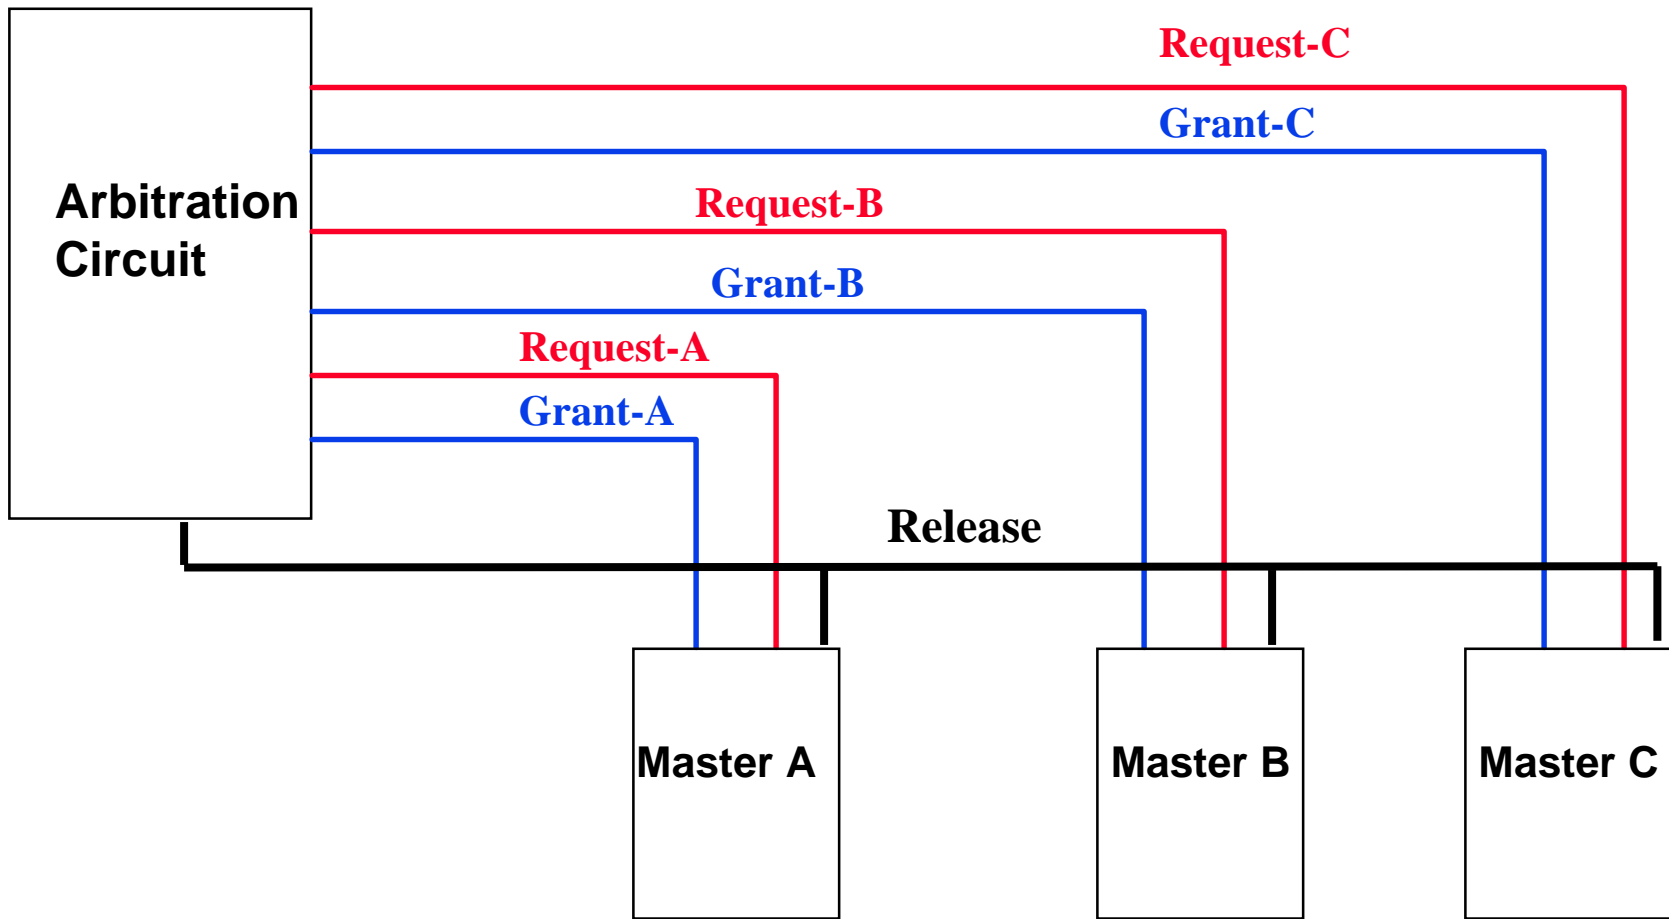 Request-C
Grant-C
Arbitration
Circuit
Request-B
Grant-B
Request-A
Grant-A
Release
Master A
Master B
Master C